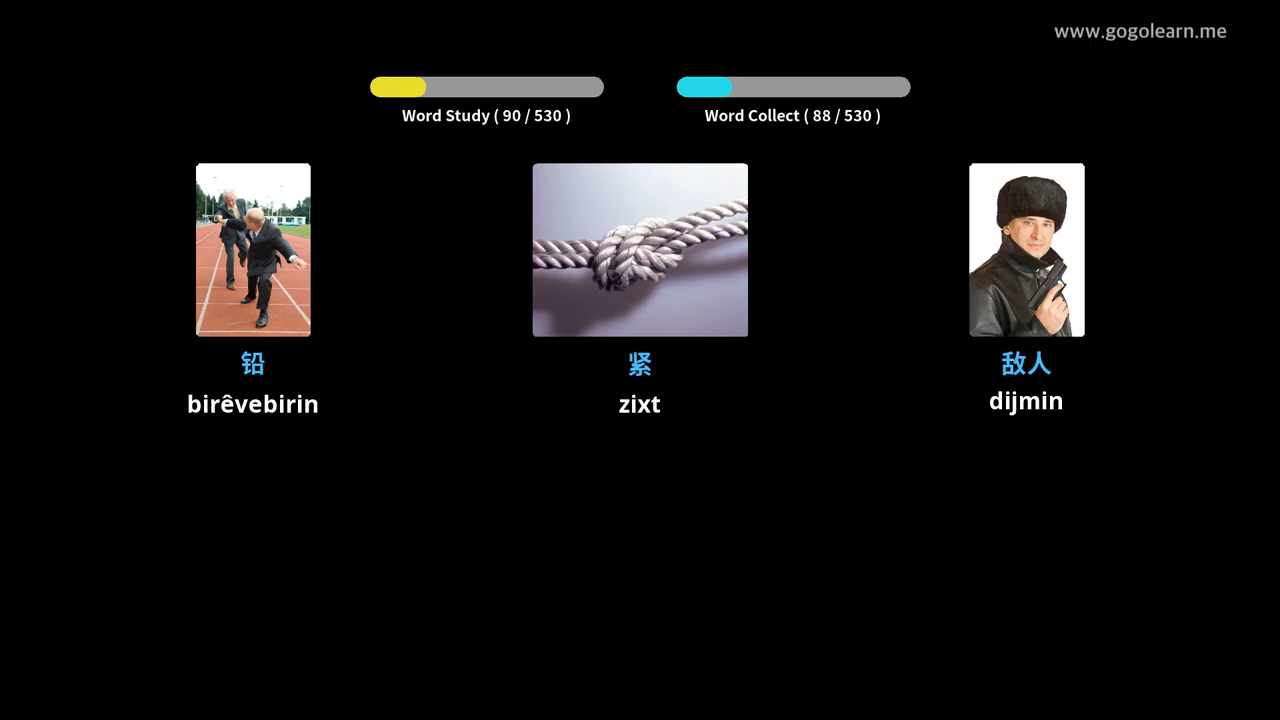 www.gogolearn.me
Word Study ( 90 / 530 )
Word Collect ( 88 / 530 )
铅
紧
敌人
birêvebirin
zixt
dijmin